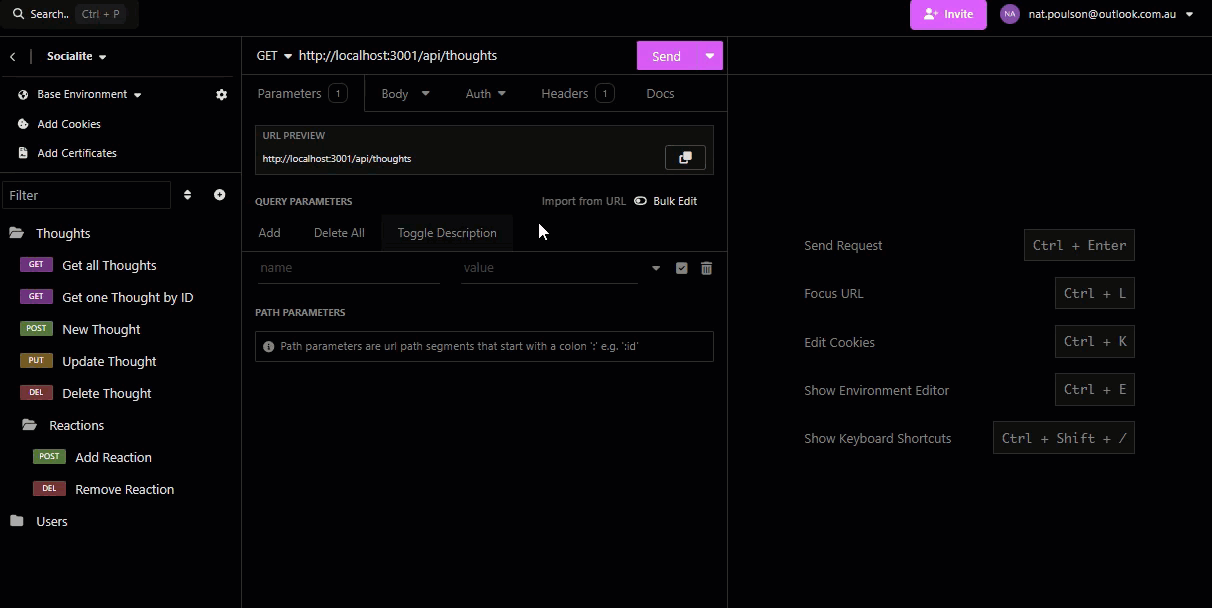 Search.. Ctrl + P
Invite
NA nat.poulson@outlook.com.au
Socialite
Base Environment
Add Cookies
Add Certificates
Filter
Thoughts
GET Get all Thoughts
GET Get one Thought by ID
POST New Thought
PUT Update Thought
DEL Delete Thought
Reactions
POST Add Reaction
DEL Remove Reaction
Users
GET http://localhost:3001/api/thoughts Send
Parameters 1 Body Auth Headers 1 Docs
URL PREVIEW
http://localhost:3001/api/thoughts
QUERY PARAMETERS Import from URL Bulk Edit
Add Delete All Toggle Description
name value
PATH PARAMETERS
Path parameters are url path segments that start with a colon ':' e.g. ':id'
Send Request Ctrl + Enter
Focus URL Ctrl + L
Edit Cookies Ctrl + K
Show Environment Editor Ctrl + E
Show Keyboard Shortcuts Ctrl + Shift + /